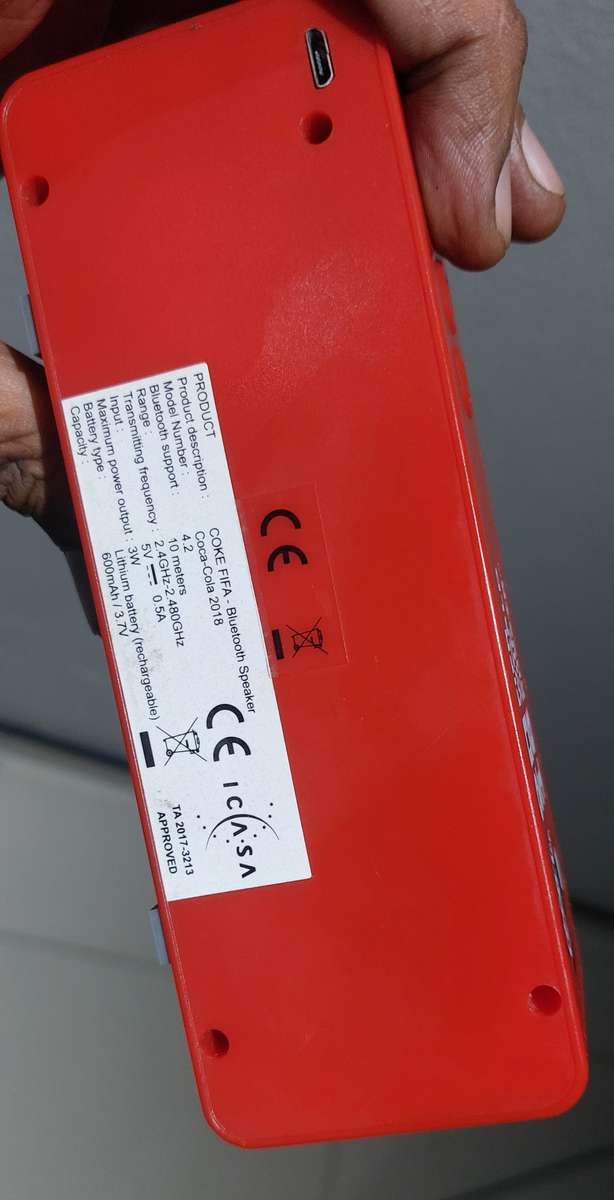 PRODUCT
Product description : COKE FIFA - Bluetooth Speaker
Model Number : Coca-Cola 2018
Bluetooth support : 4.2
Range : 10 meters
Transmitting frequency : 2.4GHz-2.480GHz
Input : 5V 0.5A
Maximum power output : 3W
Battery type : Lithium battery (rechargeable)
Capacity : 600mAh / 3.7V
CE
ICASA
TA 2017-3213
APPROVED
CE